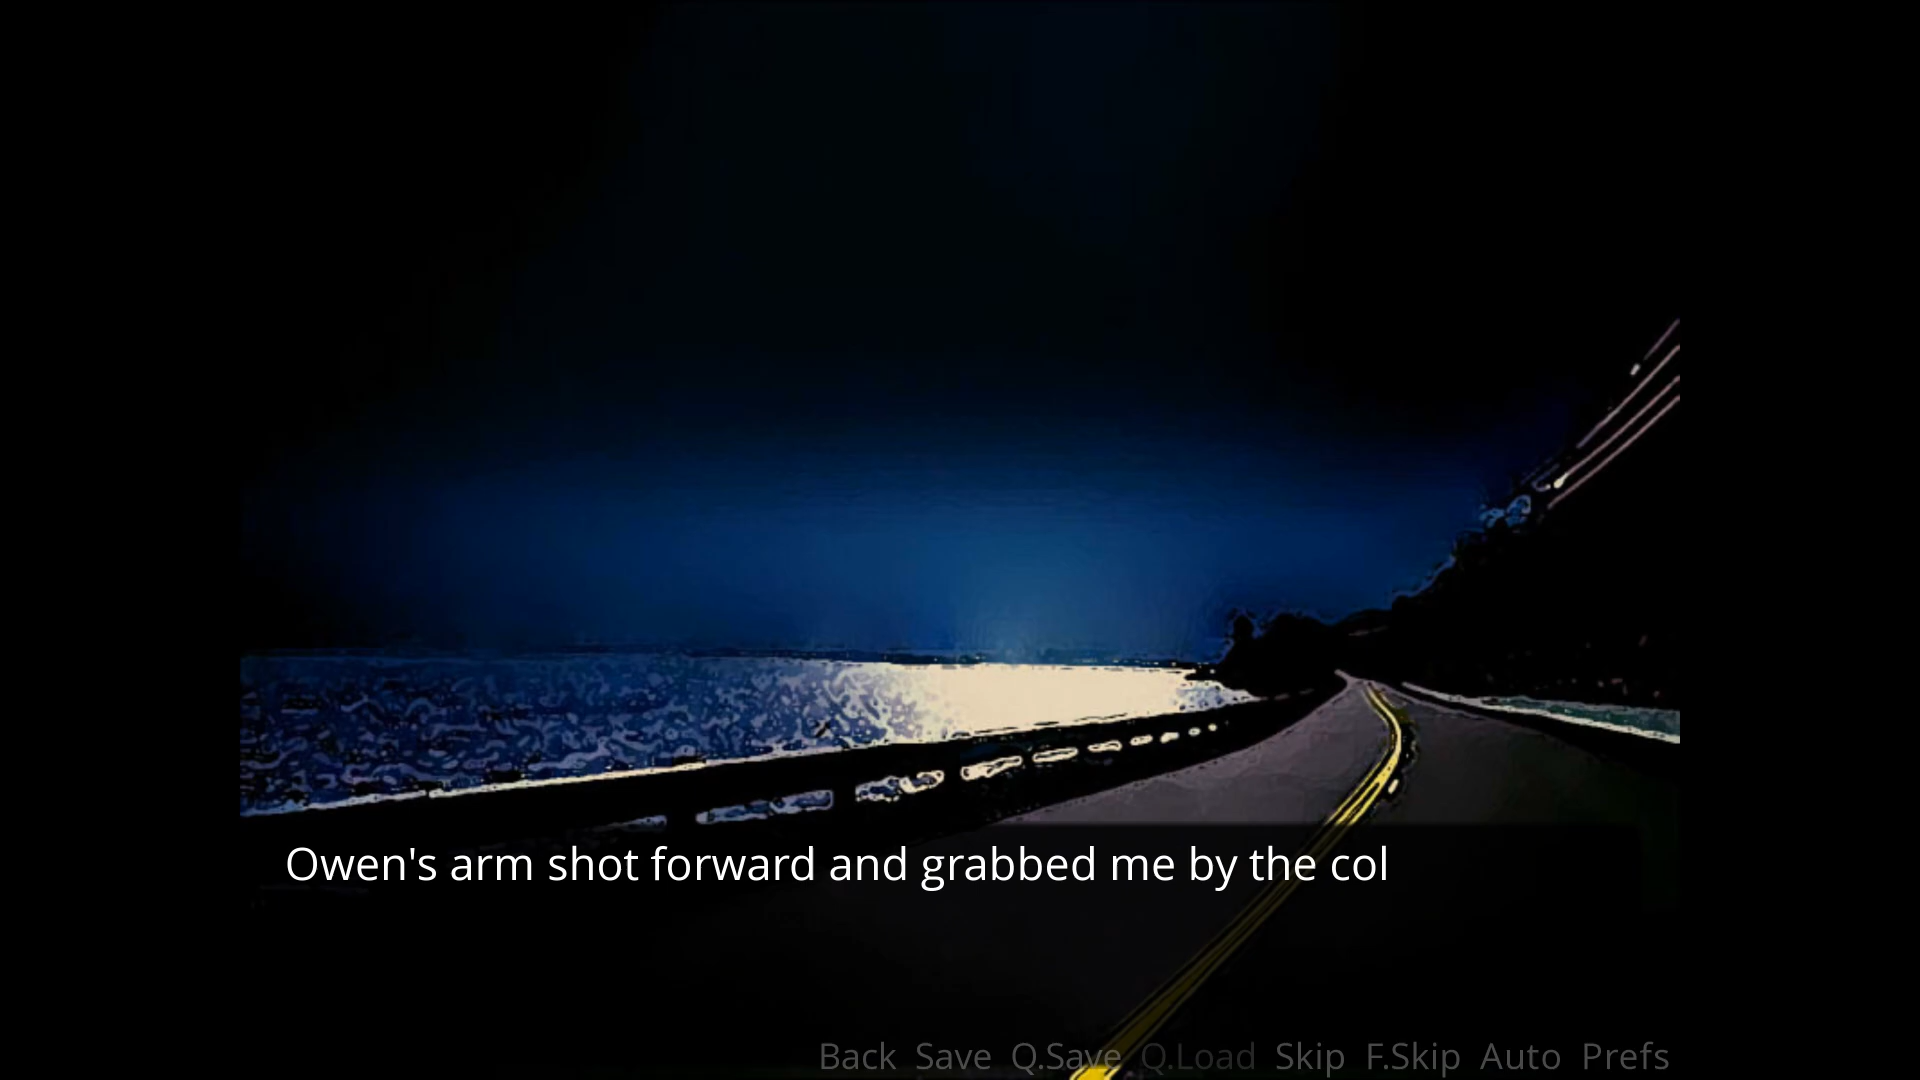 Owen's arm shot forward and grabbed me by the col
Back Save Q.Save Q.Load Skip F.Skip Auto Prefs